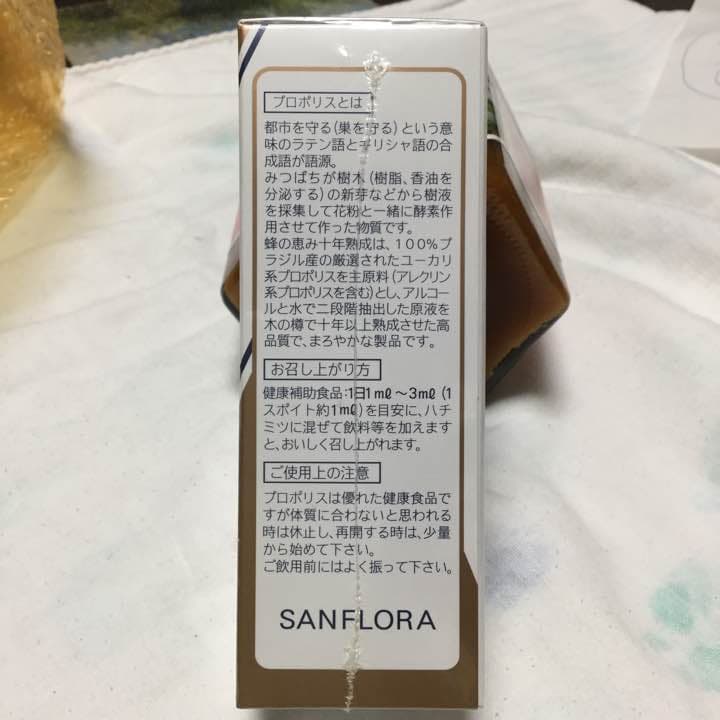 プロポリスとは
都市を守る(巣を守る)という意
味のラテン語とギリシャ語の合
成語が語源。
みつばちが樹木(樹脂、香油を
分泌する)の新芽などから樹液
を採集して花粉と一緒に酵素作
用させて作った物質です。
蜂の恵み十年熟成は、100%ブ
ラジル産の厳選されたユーカリ
系プロポリスを主原料(アレクリン
系プロポリスを含む)とし、アルコー
ルと水で二段階抽出した原液を
木の樽で十年以上熟成させた高
品質で、まろやかな製品です。
お召し上がり方
健康補助食品:1日1㎖〜3㎖(1
スポイト約1㎖)を目安に、ハチ
ミツに混ぜて飲料等を加えます
と、おいしく召し上がれます。
ご使用上の注意
プロポリスは優れた健康食品で
すが体質に合わないと思われる
時は休止し、再開する時は、少量
から始めて下さい。
ご飲用前にはよく振って下さい。
SANFLORA